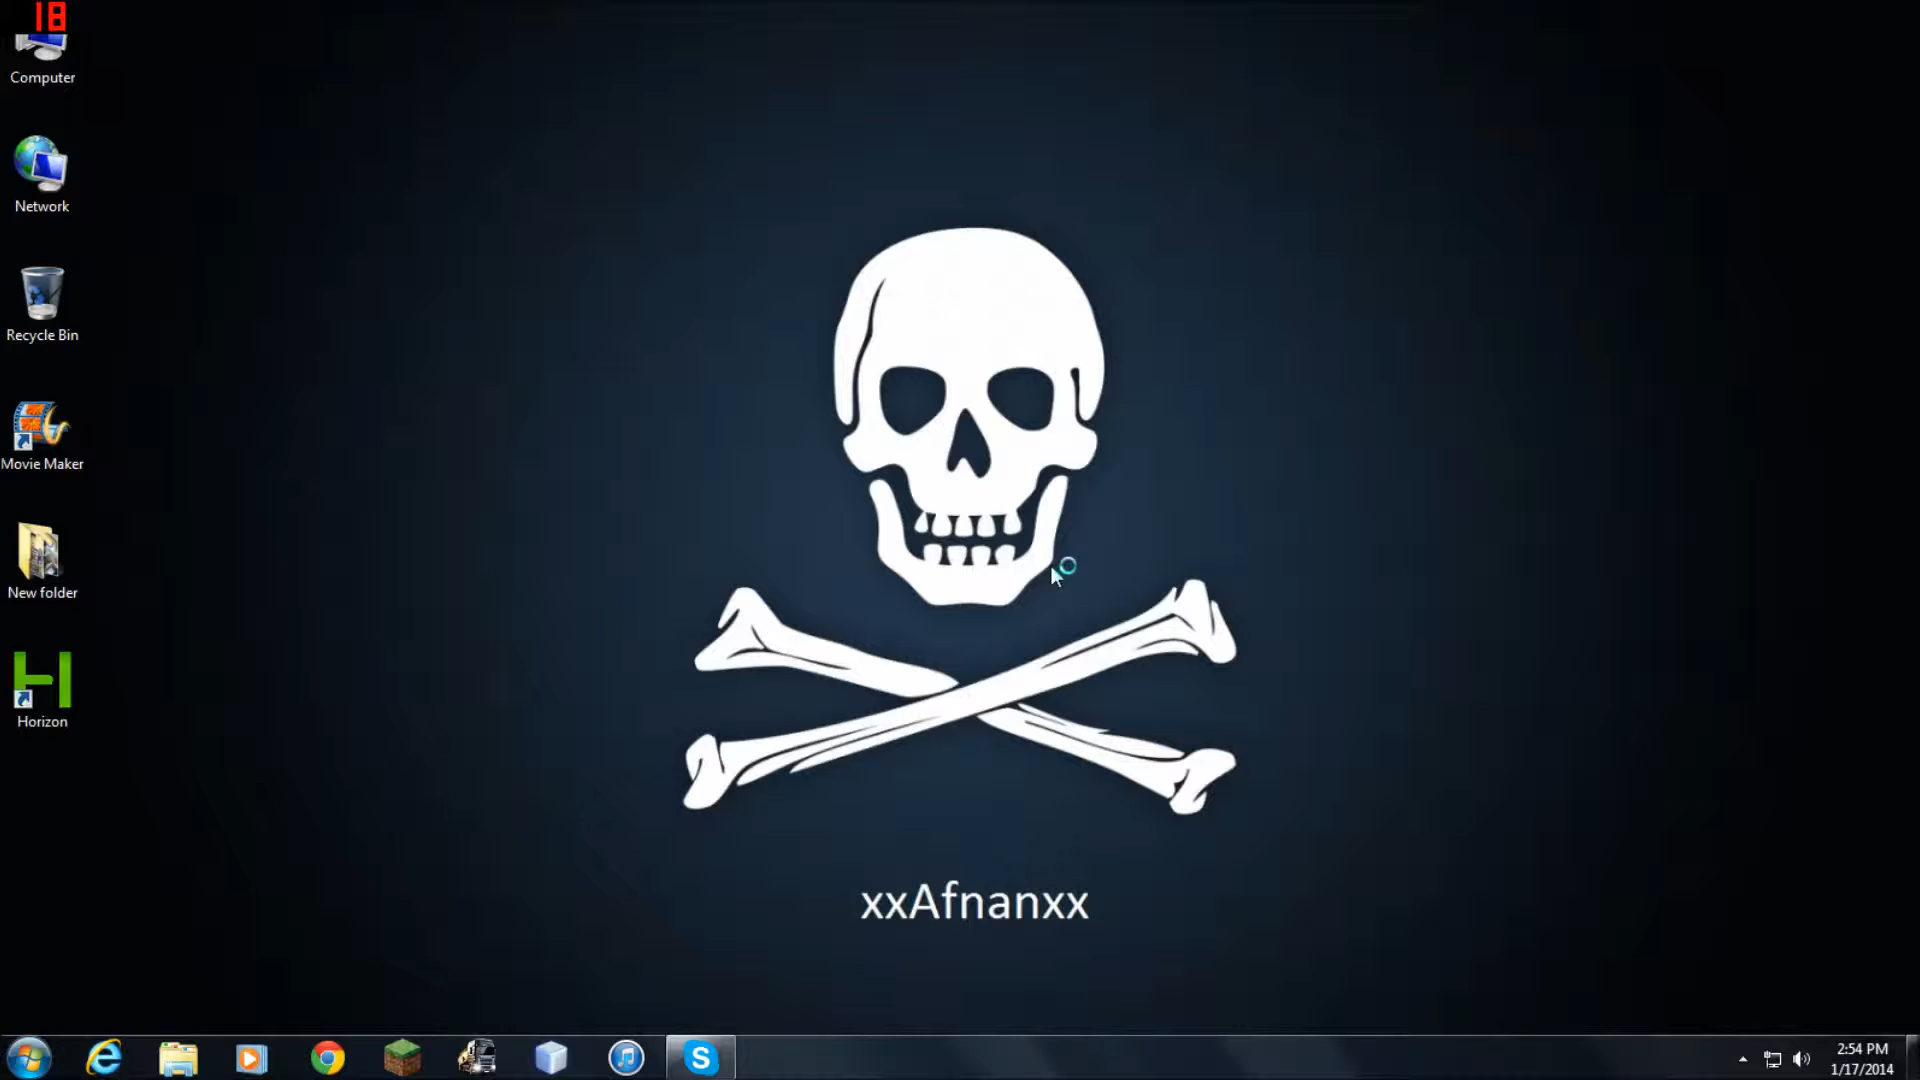 18
Computer
Network
Recycle Bin
Movie Maker
New folder
Horizon
xxAfnanxx
2:54 PM
1/17/2014